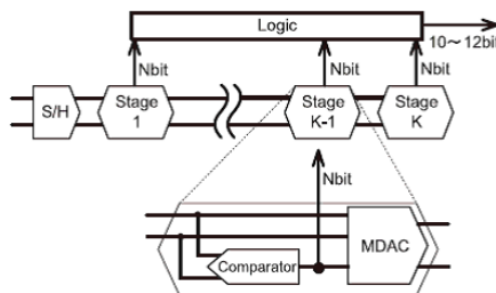 Logic
10～12bit
Nbit
Nbit
Nbit
S/H
Stage
1
Stage
K-1
Stage
K
Nbit
Comparator
MDAC